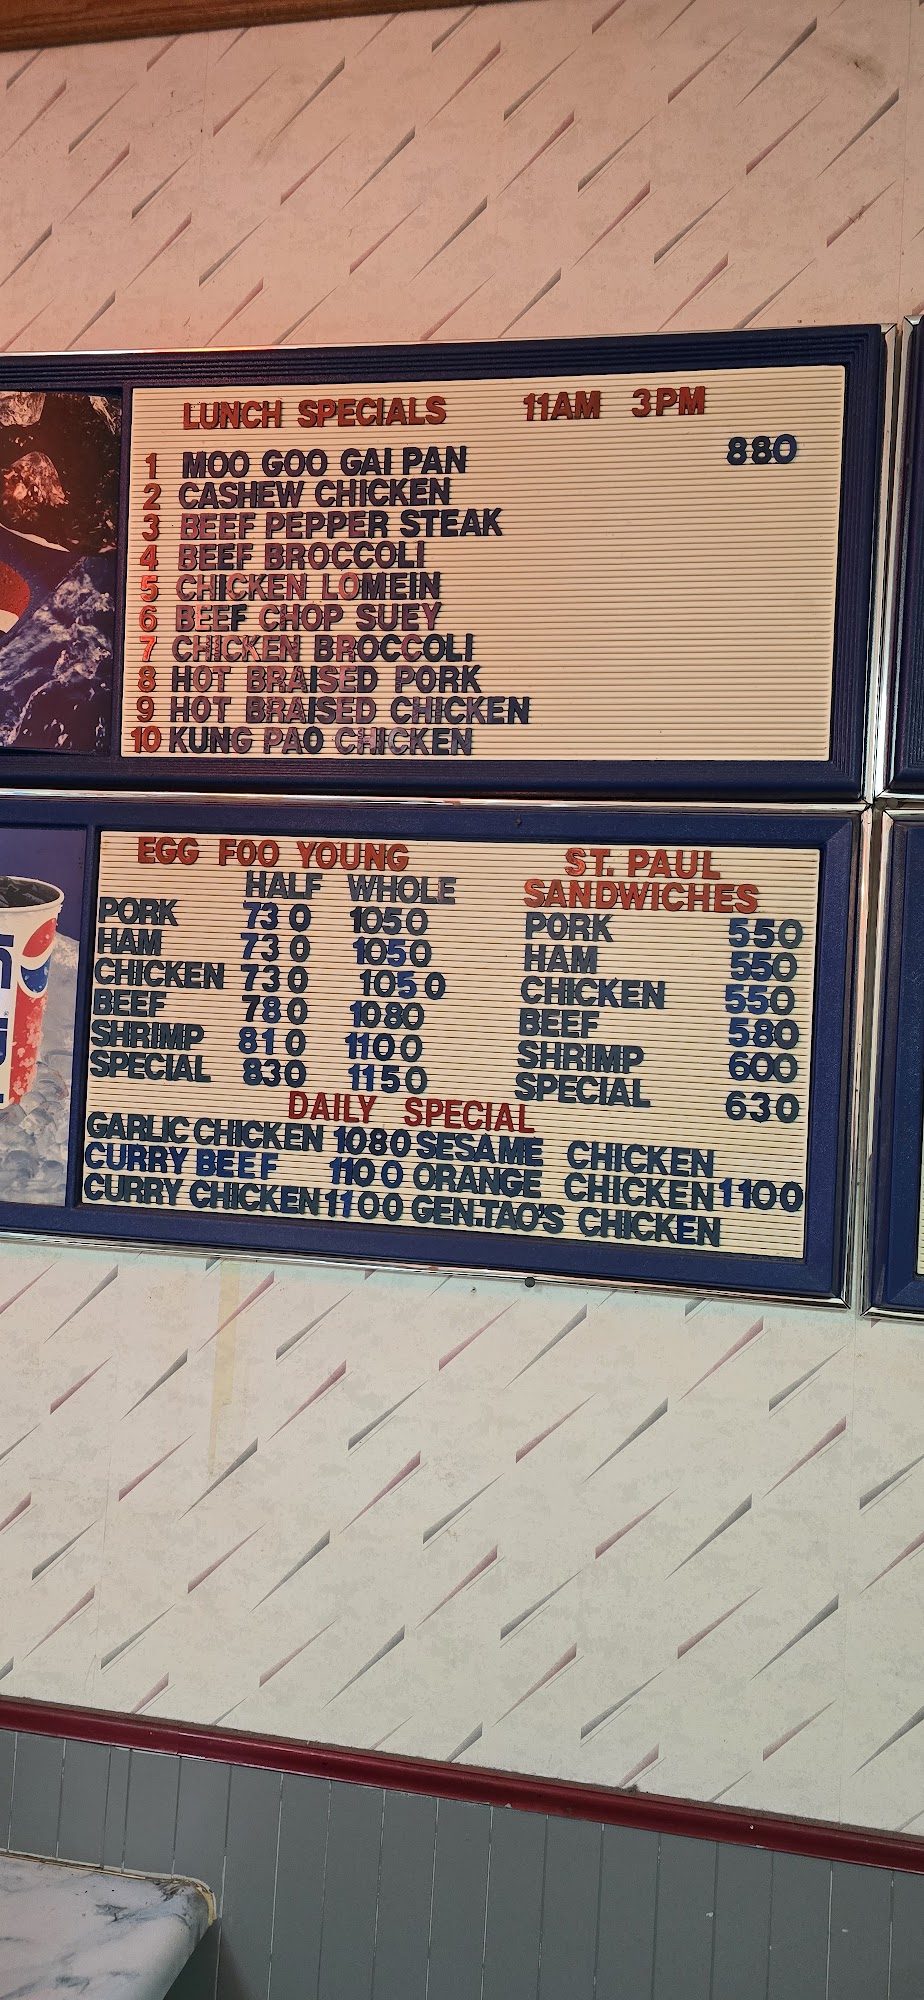 LUNCH SPECIALS 11AM 3PM
1 MOO GOO GAI PAN 880
2 CASHEW CHICKEN
3 BEEF PEPPER STEAK
4 BEEF BROCCOLI
5 CHICKEN LOMEIN
6 BEEF CHOP SUEY
7 CHICKEN BROCCOLI
8 HOT BRAISED PORK
9 HOT BRAISED CHICKEN
10 KUNG PAO CHICKEN
EGG FOO YOUNG
HALF WHOLE
PORK 730 1050
HAM 730 1050
CHICKEN 730 1050
BEEF 780 1080
SHRIMP 810 1100
SPECIAL 830 1150
ST. PAUL
SANDWICHES
PORK 550
HAM 550
CHICKEN 550
BEEF 580
SHRIMP 600
SPECIAL 630
DAILY SPECIAL
GARLIC CHICKEN 1080 SESAME CHICKEN
CURRY BEEF 1100 ORANGE CHICKEN 1100
CURRY CHICKEN 1100 GEN.TAO'S CHICKEN